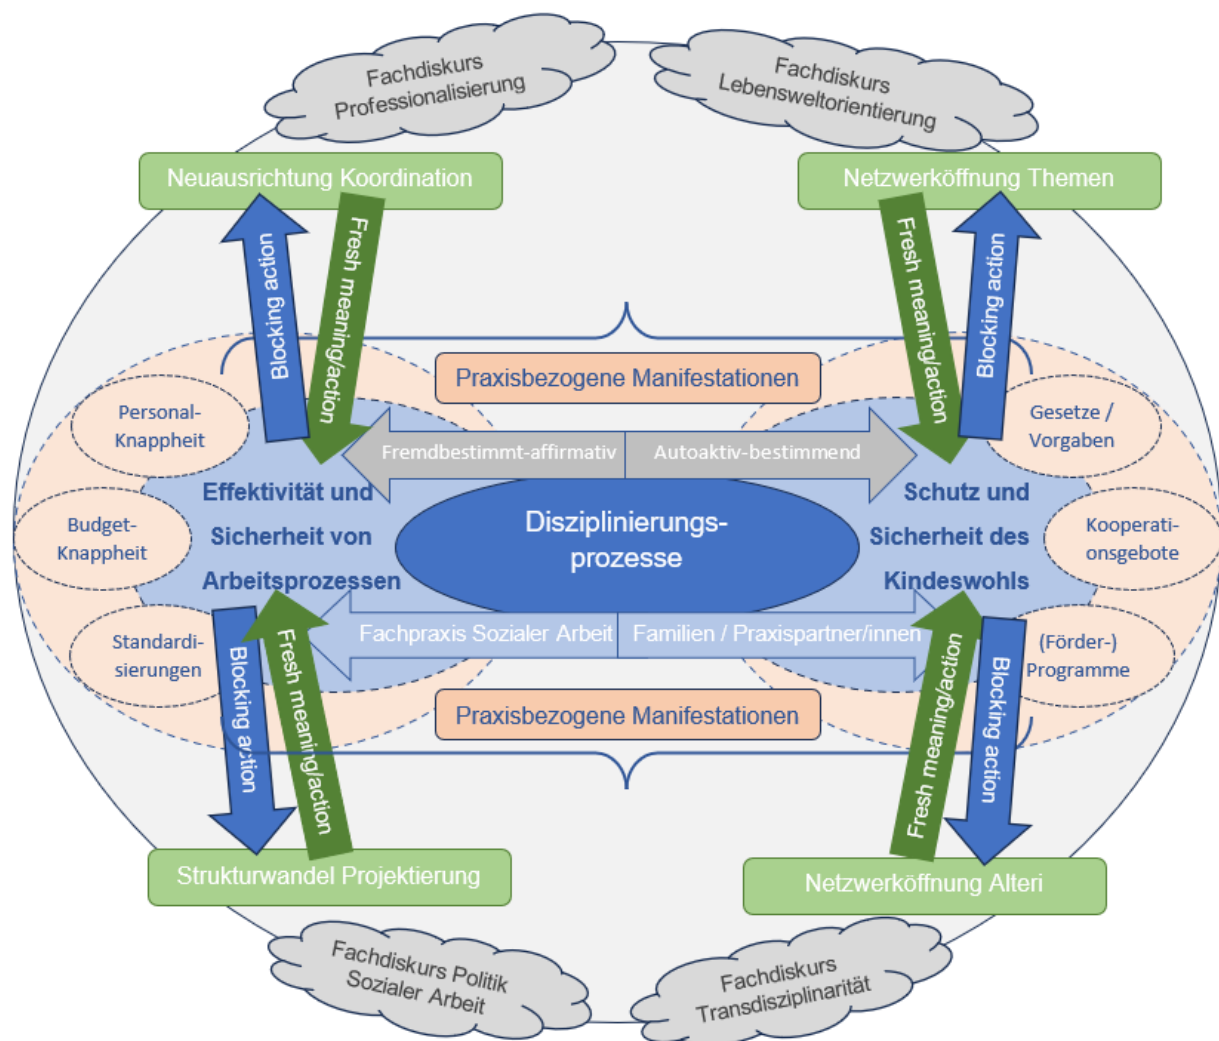 Fachdiskurs
Professionalisierung
Fachdiskurs
Lebensweltorientierung
Neuausrichtung Koordination
Netzwerköffnung Themen
Blocking action
Fresh meaning/action
Fresh meaning/action
Blocking action
Praxisbezogene Manifestationen
Personal-
Knappheit
Gesetze /
Vorgaben
Fremdbestimmt-affirmativ
Autoaktiv-bestimmend
Effektivität und
Sicherheit von
Arbeitsprozessen
Disziplinierungs-
prozesse
Schutz und
Sicherheit des
Kindeswohls
Budget-
Knappheit
Kooperati-
onsgebote
Fachpraxis Sozialer Arbeit
Familien / Praxispartner/innen
Standardi-
sierungen
(Förder-)
Programme
Blocking action
Fresh meaning/action
Fresh meaning/action
Blocking action
Praxisbezogene Manifestationen
Strukturwandel Projektierung
Netzwerköffnung Alteri
Fachdiskurs Politik
Sozialer Arbeit
Fachdiskurs
Transdisziplinarität